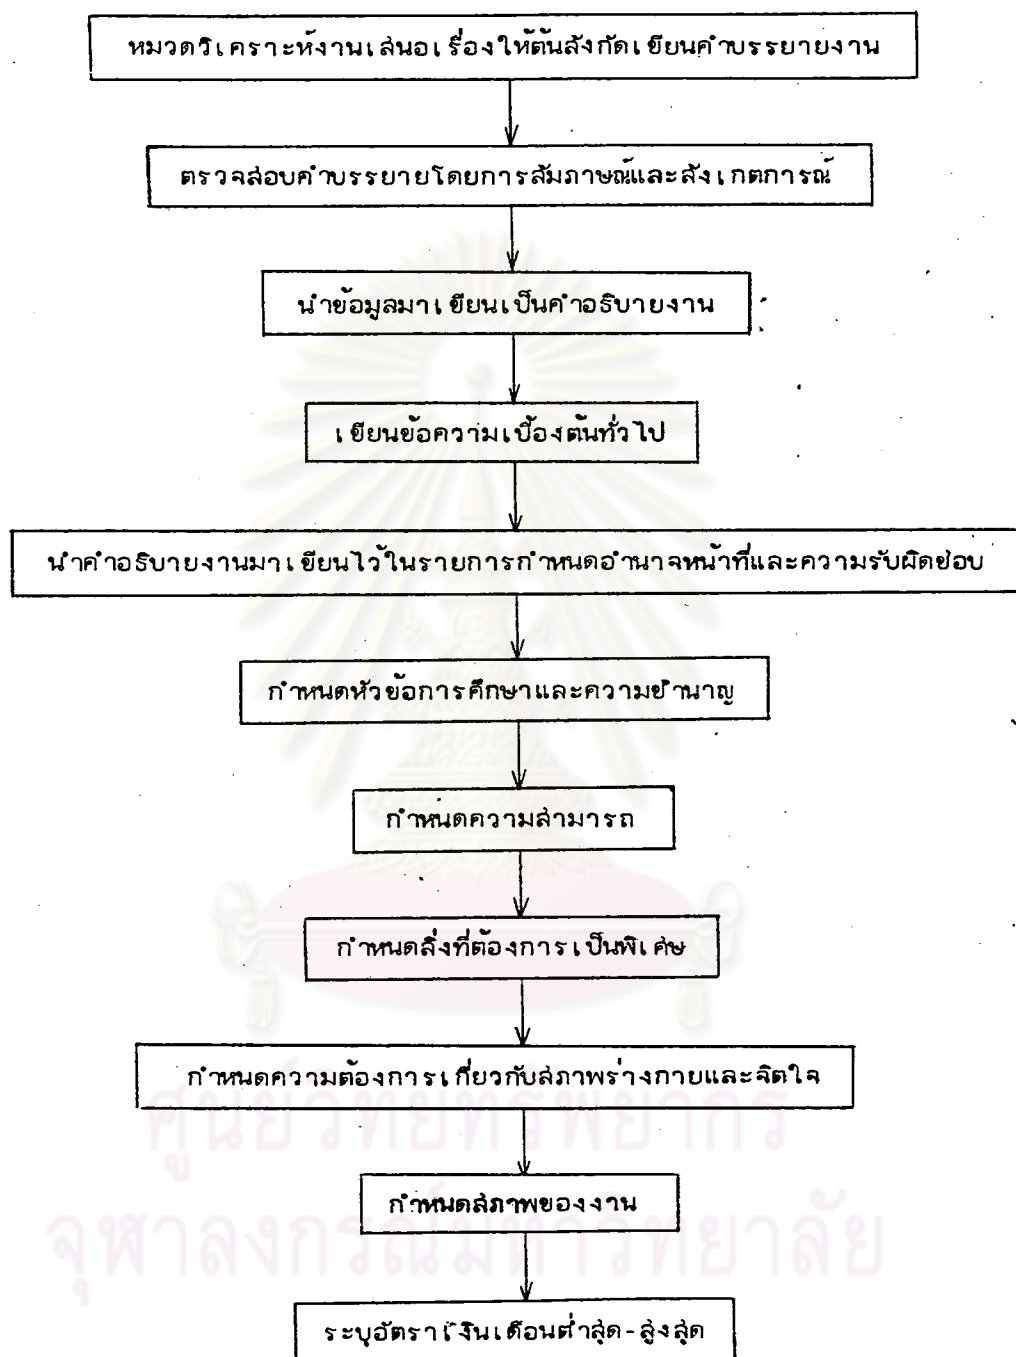 หมวดวิเคราะห์งานเสนอเรื่องให้ต้นสังกัดเขียนคำบรรยายงาน
ตรวจสอบคำบรรยายโดยการสัมภาษณ์และสังเกตการณ์
นำข้อมูลมาเขียนเป็นคำอธิบายงาน
เขียนข้อความเบื้องต้นทั่วไป
นำคำอธิบายงานมาเขียนไว้ในรายการกำหนดอำนาจหน้าที่และความรับผิดชอบ
กำหนดหัวข้อการศึกษาและความชำนาญ
กำหนดความสามารถ
กำหนดสิ่งที่ต้องการเป็นพิเศษ
กำหนดความต้องการเกี่ยวกับสภาพร่างกายและจิตใจ
ศูนย์วิทยทรัพยากร
กำหนดสภาพของงาน
จุฬาลงกรณ์มหาวิทยาลัย
ระบุอัตราเงินเดือนต่ำสุด-สูงสุด